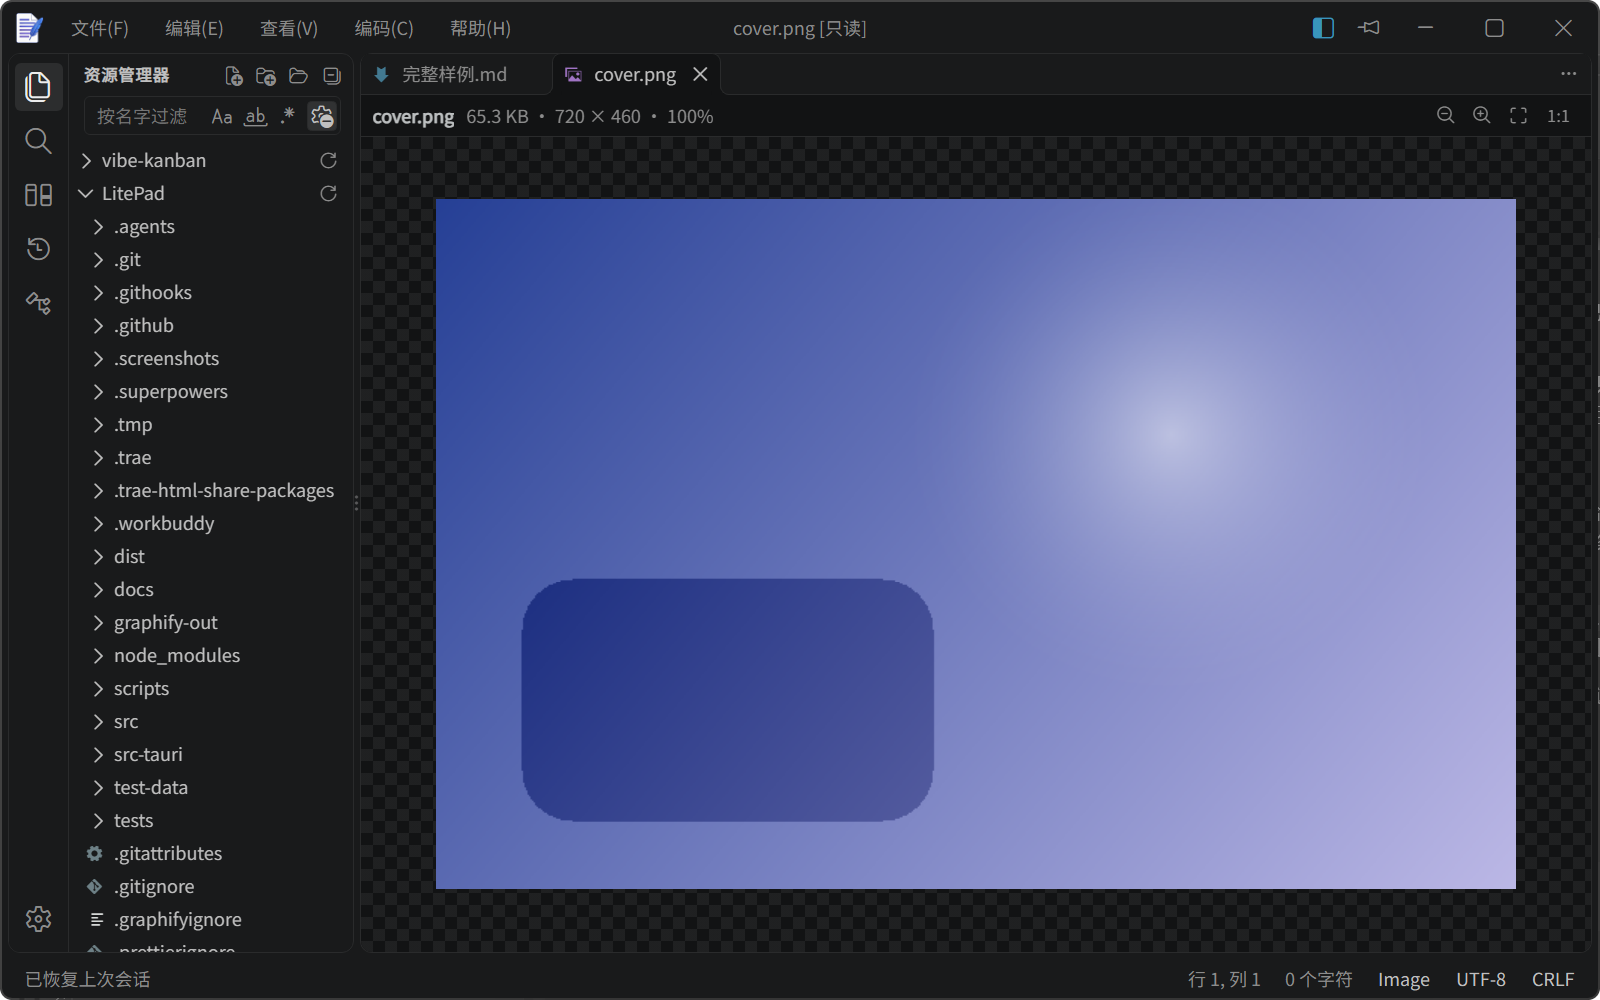 文件(F) 编辑(E) 查看(V) 编码(C) 帮助(H) cover.png [只读]
资源管理器
完整样例.md cover.png
按名字过滤 Aa ab .*
cover.png 65.3 KB • 720 × 460 • 100% 1:1
vibe-kanban
LitePad
.agents
.git
.githooks
.github
.screenshots
.superpowers
.tmp
.trae
.trae-html-share-packages
.workbuddy
dist
docs
graphify-out
node_modules
scripts
src
src-tauri
test-data
tests
.gitattributes
.gitignore
.graphifyignore
.prettierignore
已恢复上次会话 行 1, 列 1 0 个字符 Image UTF-8 CRLF